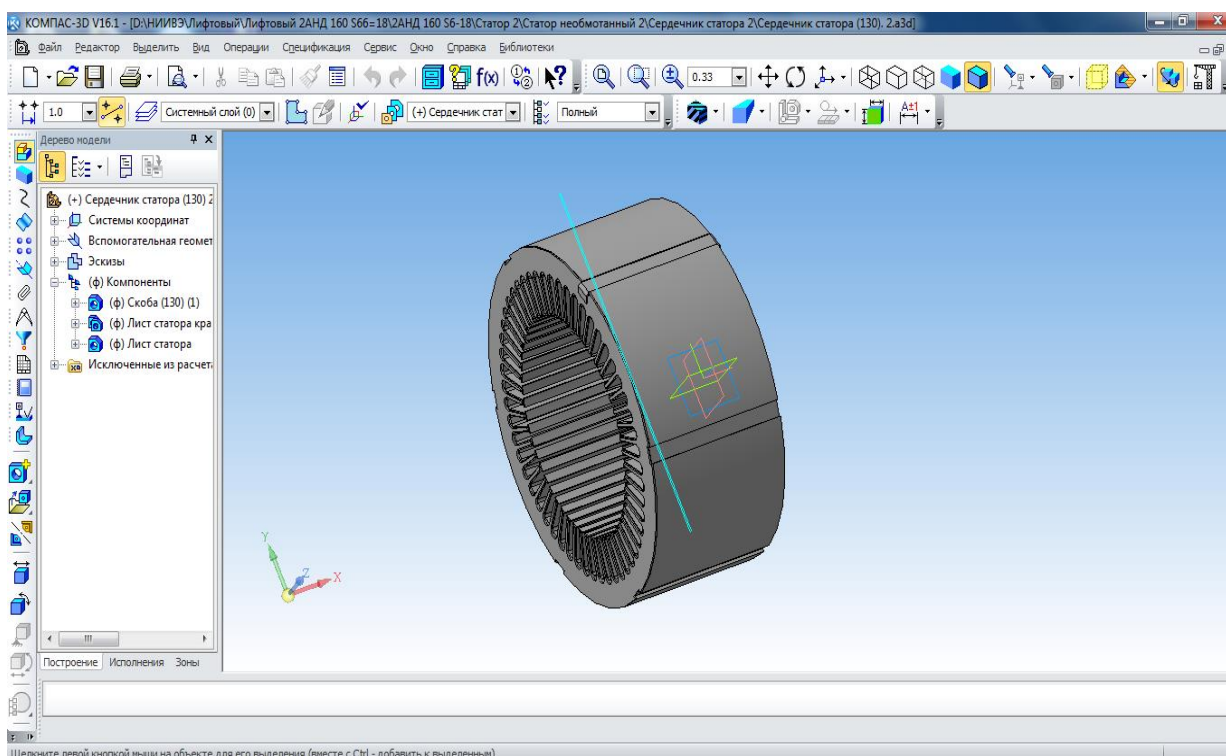 КОМПАС-3D V16.1 - [D:\НИИВЭ\Лифтовый\Лифтовый 2АНД 160 S6б=18\2АНД 160 S6-18\Статор 2\Статор необмотанный 2\Сердечник статора 2\Сердечник статора (130). 2.a3d]
Файл Редактор Выделить Вид Операции Спецификация Сервис Окно Справка Библиотеки
f(x) 0.33
1.0 Системный слой (0) (+) Сердечник стат Полный
Дерево модели
(+) Сердечник статора (130) 2
Системы координат
Вспомогательная геомет
Эскизы
(ф) Компоненты
(ф) Скоба (130) (1)
(ф) Лист статора кра
(ф) Лист статора
Исключенные из расчет
Y
Z
X
Построение Исполнения Зоны
Щелкните левой кнопкой мыши на объекте для его выделения (вместе с Ctrl - добавить к выделенным)